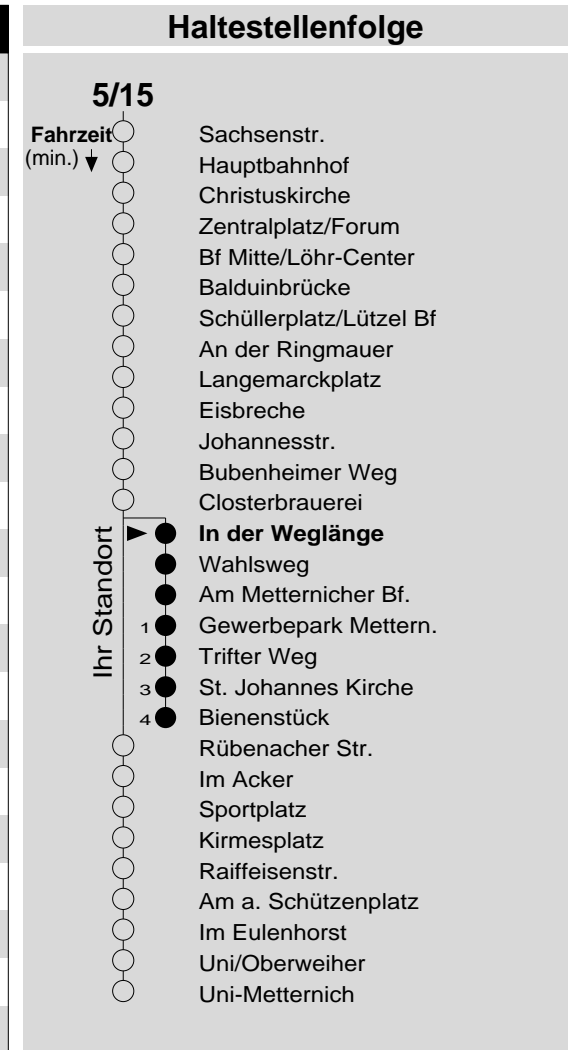 Haltestellenfolge
5/15
Fahrzeit
(min.)
Sachsenstr.
Hauptbahnhof
Christuskirche
Zentralplatz/Forum
Bf Mitte/Löhr-Center
Balduinbrücke
Schüllerplatz/Lützel Bf
An der Ringmauer
Langemarckplatz
Eisbreche
Johannesstr.
Bubenheimer Weg
Closterbrauerei
Ihr Standort
In der Weglänge
Wahlsweg
Am Metternicher Bf.
1 Gewerbepark Mettern.
2 Trifter Weg
3 St. Johannes Kirche
4 Bienenstück
Rübenacher Str.
Im Acker
Sportplatz
Kirmesplatz
Raiffeisenstr.
Am a. Schützenplatz
Im Eulenhorst
Uni/Oberweiher
Uni-Metternich